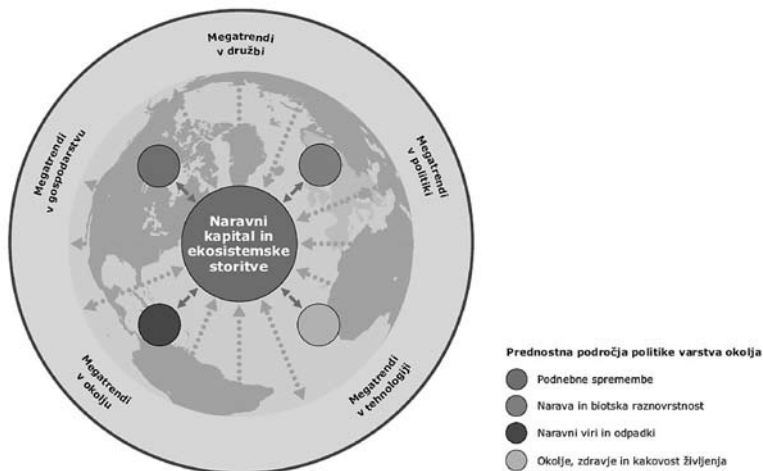 Megatrendi
v družbi
Megatrendi
v gospodarstvu
Megatrendi
v politiki
Naravni
kapital in
ekosistemske
storitve
Megatrendi
v okolju
Megatrendi
v tehnologiji
Prednostna področja politike varstva okolja
Podnebne spremembe
Narava in biotska raznovrstnost
Naravni viri in odpadki
Okolje, zdravje in kakovost življenja